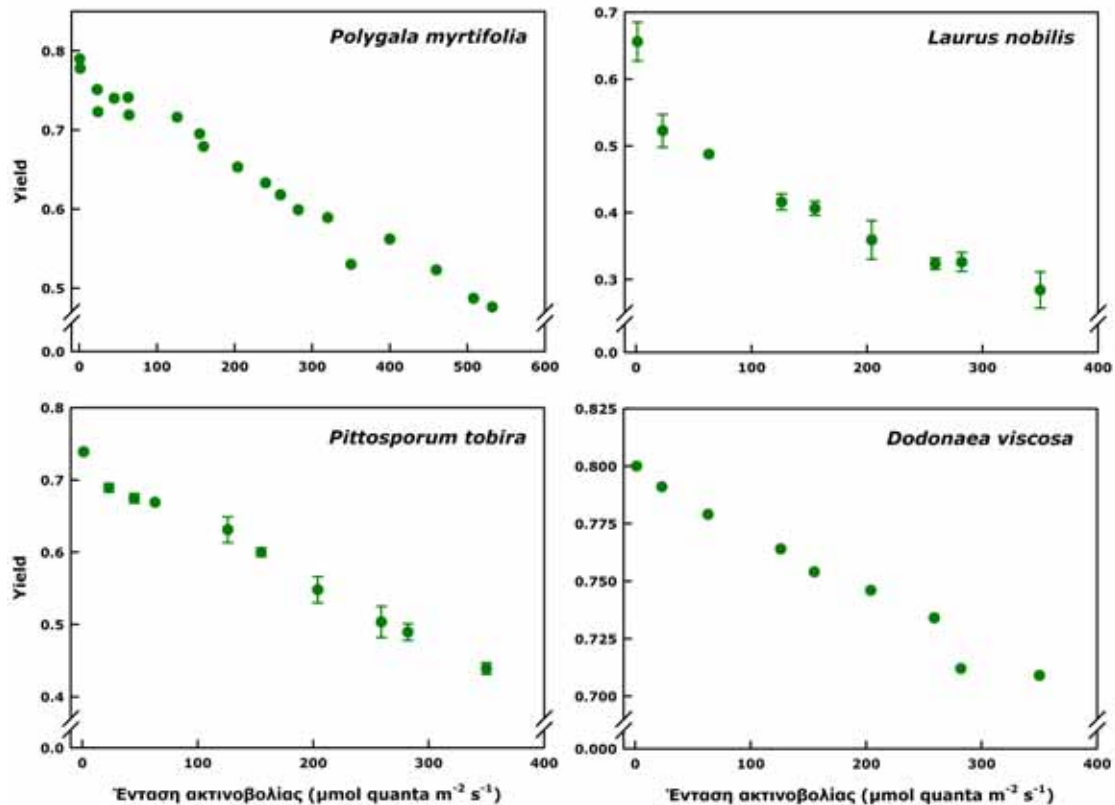 Polygala myrtifolia
Yield
0.8
0.7
0.6
0.5
0.0
0 100 200 300 400 500 600
Laurus nobilis
0.7
0.6
0.5
0.4
0.3
0.0
0 100 200 300 400
Pittosporum tobira
Yield
0.8
0.7
0.6
0.5
0.4
0.0
0 100 200 300 400
Ένταση ακτινοβολίας (μmol quanta m⁻² s⁻¹)
Dodonaea viscosa
0.825
0.800
0.775
0.750
0.725
0.700
0.000
0 100 200 300 400
Ένταση ακτινοβολίας (μmol quanta m⁻² s⁻¹)